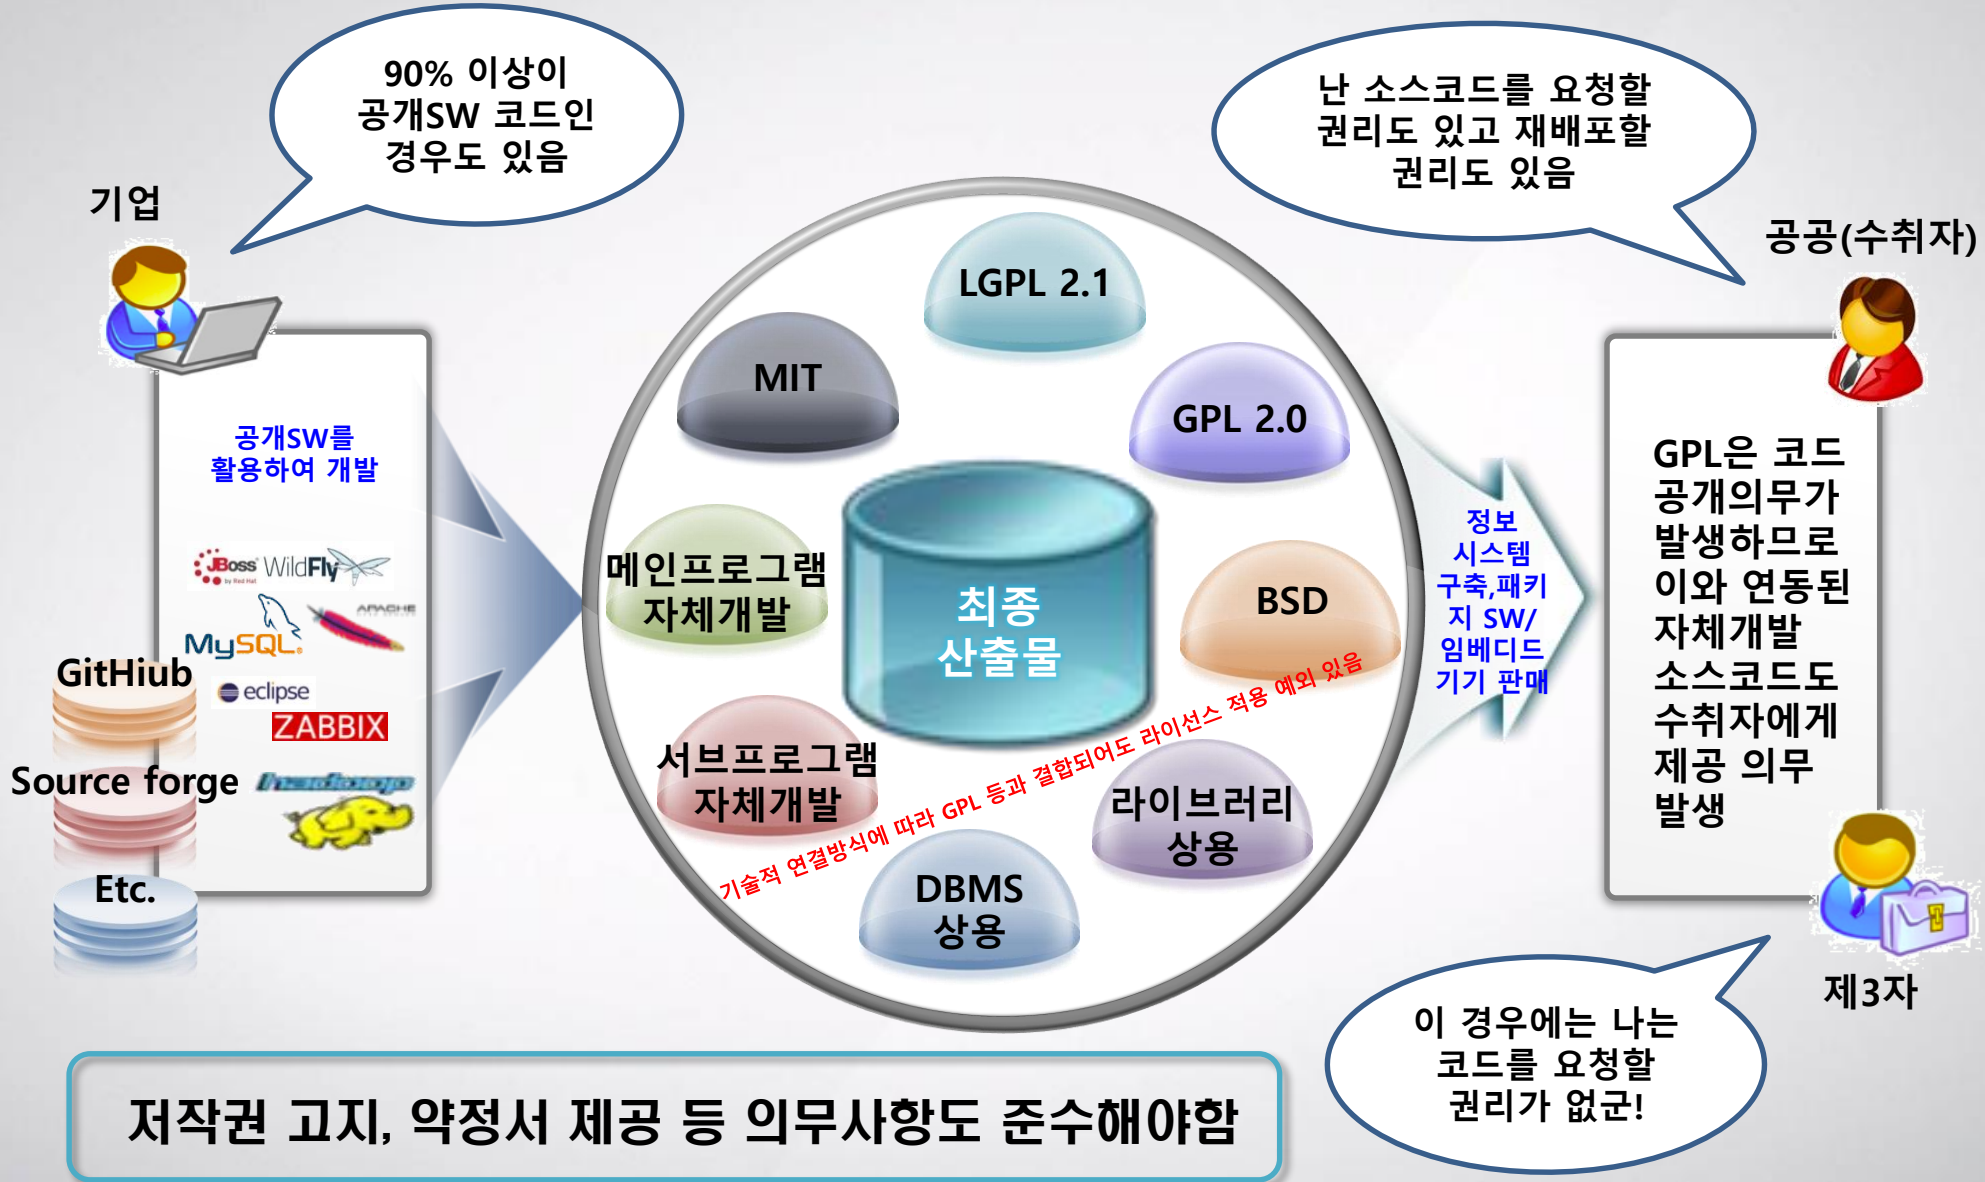 90% 이상이
공개SW 코드인
경우도 있음
난 소스코드를 요청할
권리도 있고 재배포할
권리도 있음
기업
공공(수취자)
공개SW를
활용하여 개발
JBoss WildFly
by Red Hat
APACHE
MySQL
GitHiub
eclipse
ZABBIX
Source forge
hadoop
Etc.
LGPL 2.1
MIT
GPL 2.0
메인프로그램
자체개발
최종
산출물
BSD
서브프로그램
자체개발
라이브러리
상용
DBMS
상용
기술적 연결방식에 따라 GPL 등과 결합되어도 라이선스 적용 예외 있음
정보
시스템
구축,패키
지 SW/
임베디드
기기 판매
GPL은 코드
공개의무가
발생하므로
이와 연동된
자체개발
소스코드도
수취자에게
제공 의무
발생
제3자
이 경우에는 나는
코드를 요청할
권리가 없군!
저작권 고지, 약정서 제공 등 의무사항도 준수해야함